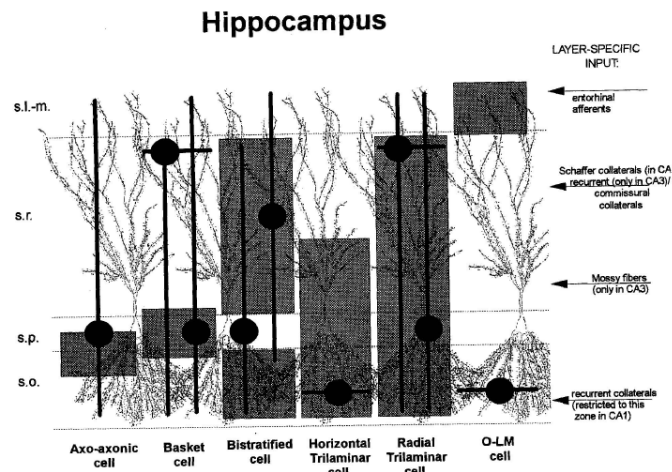 Hippocampus
LAYER-SPECIFIC
INPUT:
s.l.-m.
entorhinal
afferents
s.r.
Schaffer collaterals (in CA
recurrent (only in CA3)/
commissural
collaterals
Mossy fibers
(only in CA3)
s.p.
s.o.
recurrent collaterals
(restricted to this
zone in CA1)
Axo-axonic
cell
Basket
cell
Bistratified
cell
Horizontal
Trilaminar
cell
Radial
Trilaminar
cell
O-LM
cell